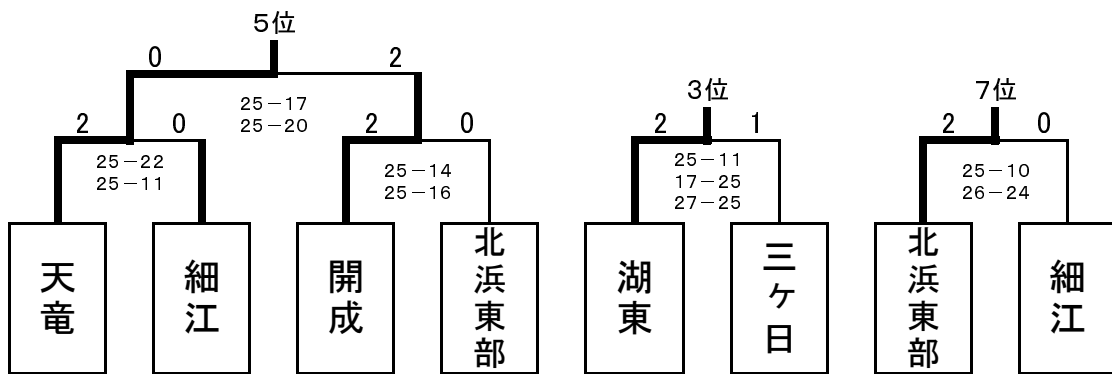 5位
0 2
25-17
25-20
2 0 2 0
25-22
25-11
25-14
25-16
天竜
細江
開成
北浜東部
3位
2 1
25-11
17-25
27-25
湖東
三ケ日
7位
2 0
25-10
26-24
北浜東部
細江